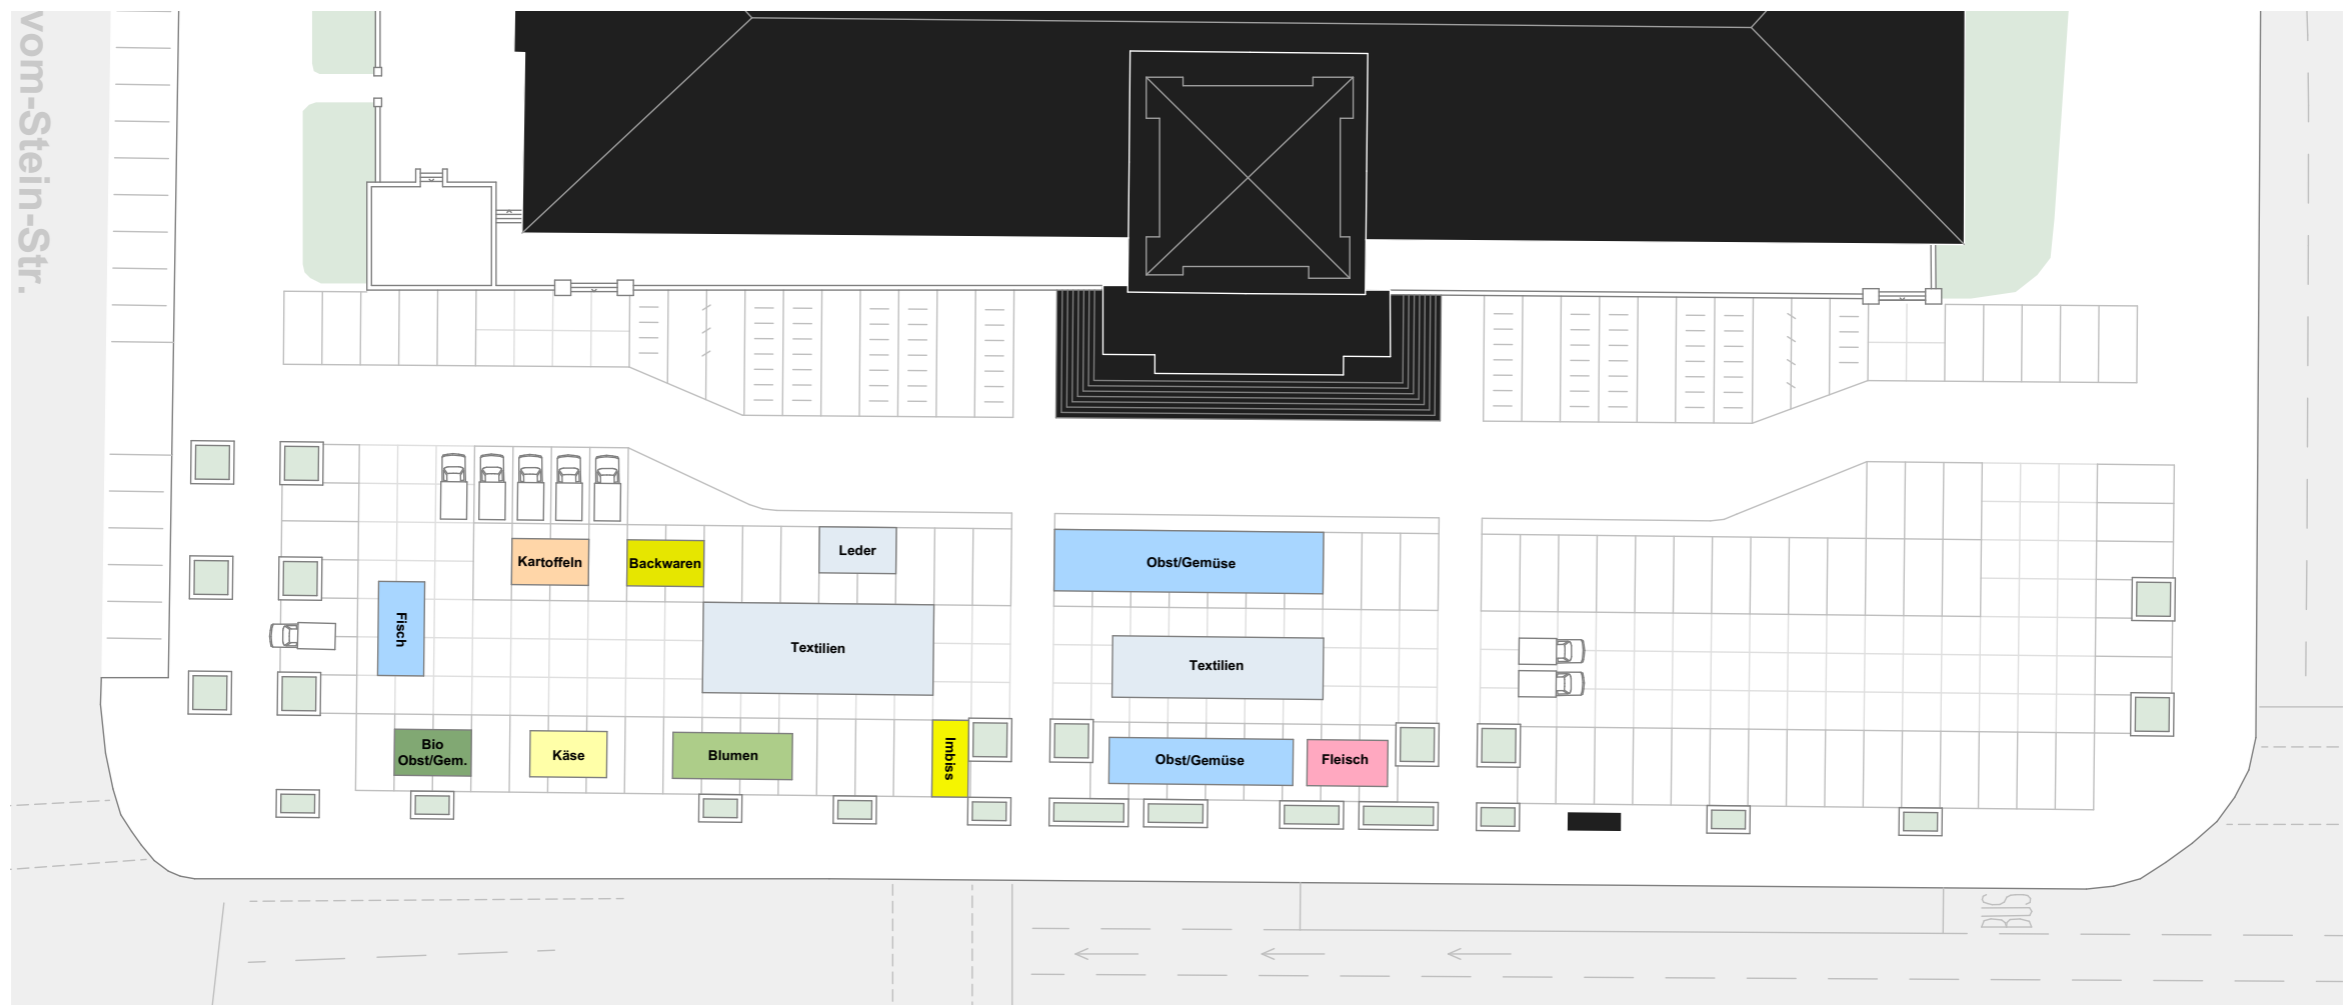 vom-Stein-Str.
Kartoffeln
Backwaren
Leder
Obst/Gemüse
Fisch
Textilien
Textilien
Bio
Obst/Gem.
Käse
Blumen
Imbiss
Obst/Gemüse
Fleisch
BUS